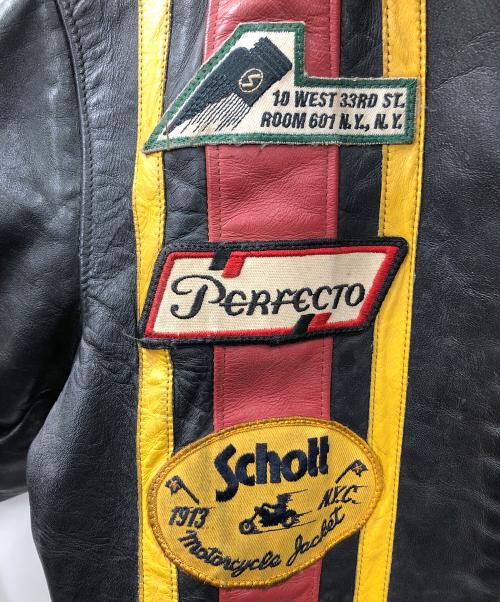 S
10 WEST 33RD ST.
ROOM 601 N.Y., N.Y.
PERFECTO
Schott
1913 N.Y.C.
Motorcycle Jacket